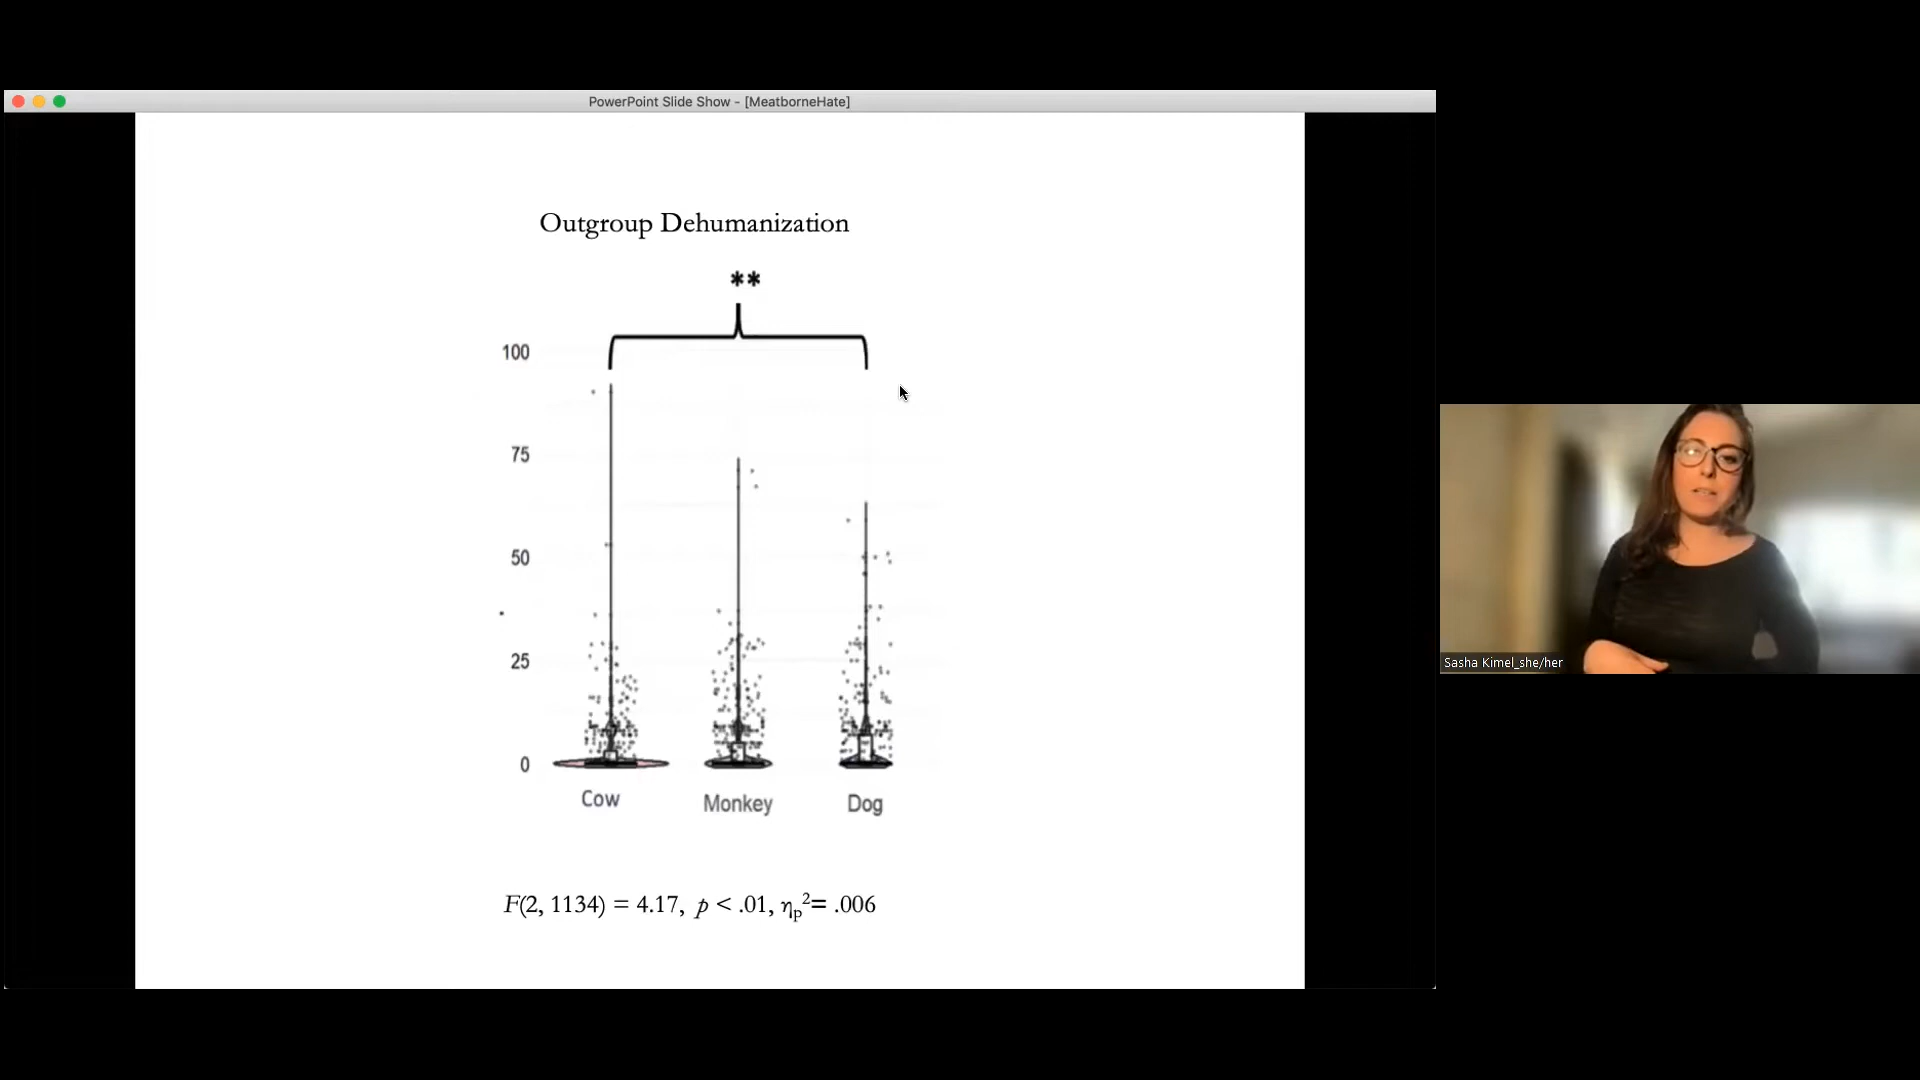 PowerPoint Slide Show - [MeatborneHate]
Outgroup Dehumanization
**
100
75
50
25
0
Cow
Monkey
Dog
F(2, 1134) = 4.17, p < .01, ηp²= .006
Sasha Kimel_she/her